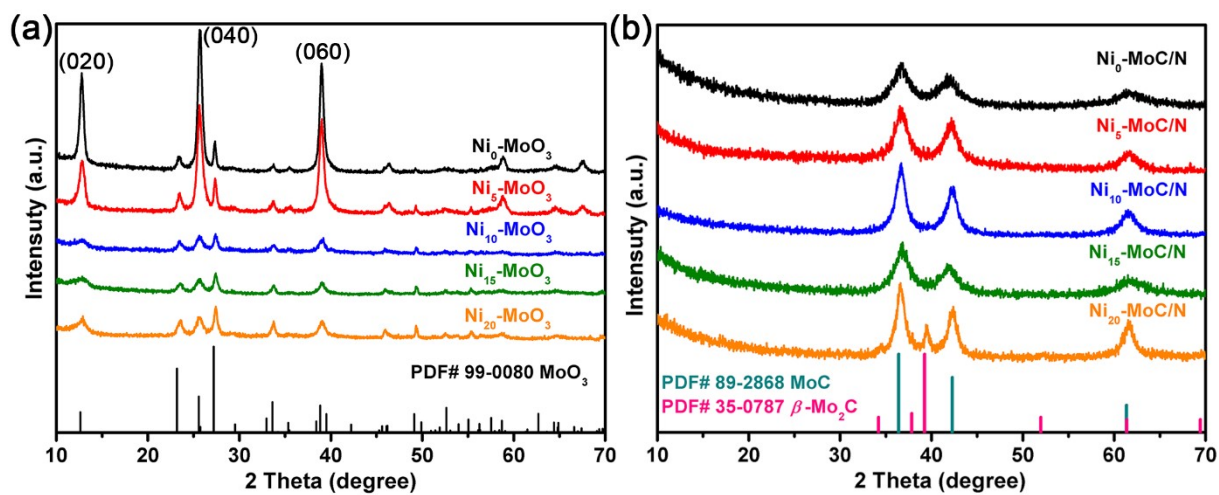 (a)
(020)
(040)
(060)
Ni₀-MoO₃
Ni₅-MoO₃
Ni₁₀-MoO₃
Ni₁₅-MoO₃
Ni₂₀-MoO₃
PDF# 99-0080 MoO₃
Intensuty (a.u.)
10 20 30 40 50 60 70
2 Theta (degree)
(b)
Ni₀-MoC/N
Ni₅-MoC/N
Ni₁₀-MoC/N
Ni₁₅-MoC/N
Ni₂₀-MoC/N
PDF# 89-2868 MoC
PDF# 35-0787 β-Mo₂C
Intensuty (a.u.)
10 20 30 40 50 60 70
2 Theta (degree)